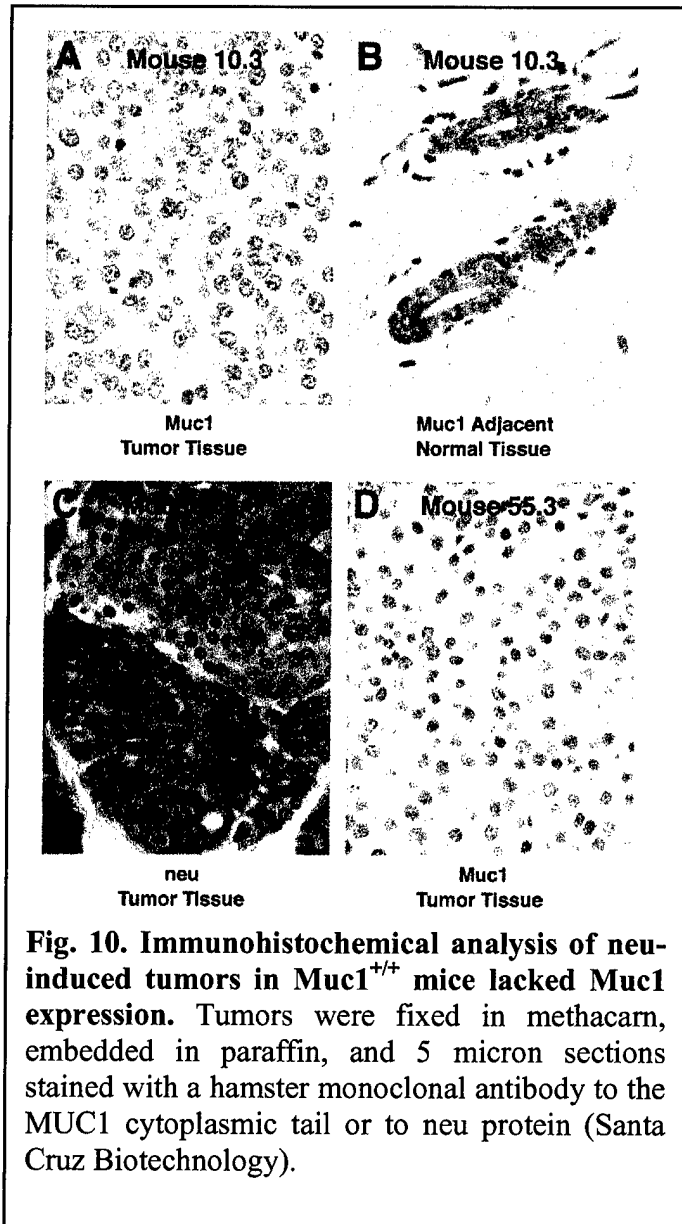 A Mouse 10.3
B Mouse 10.3
Muc1
Tumor Tissue
Muc1 Adjacent
Normal Tissue
C
D Mouse 55.3
neu
Tumor Tissue
Muc1
Tumor Tissue
Fig. 10. Immunohistochemical analysis of neu-
induced tumors in Muc1+/+ mice lacked Muc1
expression. Tumors were fixed in methacarn,
embedded in paraffin, and 5 micron sections
stained with a hamster monoclonal antibody to the
MUC1 cytoplasmic tail or to neu protein (Santa
Cruz Biotechnology).